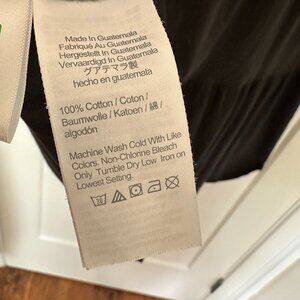 Made In Guatemala
Fabriqué Au Guatemala
Hergestellt In Guatemala
Vervaardigd In Guatemala
グアテマラ製
hecho en guatemala
100% Cotton / Coton /
Baumwolle / Katoen / 綿 /
algodón
Machine Wash Cold With Like
Colors, Non-Chlorine Bleach
Only Tumble Dry Low Iron on
Lowest Setting.